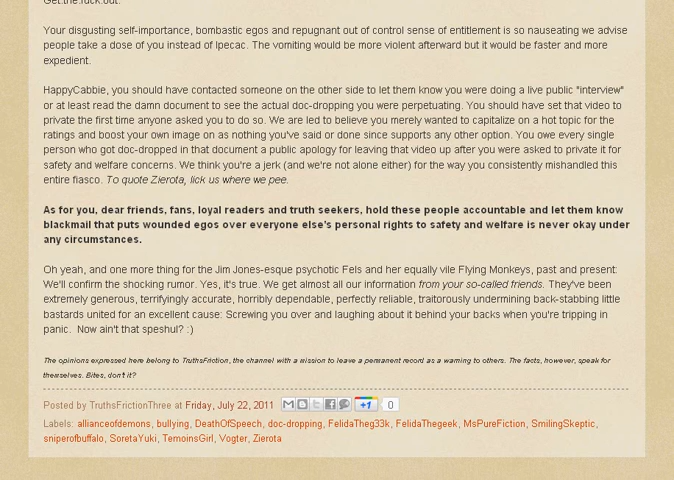 Get.the.fuck.out.
Your disgusting self-importance, bombastic egos and repugnant out of control sense of entitlement is so nauseating we advise
people take a dose of you instead of Ipecac. The vomiting would be more violent afterward but it would be faster and more
expedient.
HappyCabbie, you should have contacted someone on the other side to let them know you were doing a live public "interview"
or at least read the damn document to see the actual doc-dropping you were perpetuating. You should have set that video to
private the first time anyone asked you to do so. We are led to believe you merely wanted to capitalize on a hot topic for the
ratings and boost your own image on as nothing you've said or done since supports any other option. You owe every single
person who got doc-dropped in that document a public apology for leaving that video up after you were asked to private it for
safety and welfare concerns. We think you're a jerk (and we're not alone either) for the way you consistently mishandled this
entire fiasco. To quote Zierota, lick us where we pee.
As for you, dear friends, fans, loyal readers and truth seekers, hold these people accountable and let them know
blackmail that puts wounded egos over everyone else's personal rights to safety and welfare is never okay under
any circumstances.
Oh yeah, and one more thing for the Jim Jones-esque psychotic Fels and her equally vile Flying Monkeys, past and present:
We'll confirm the shocking rumor. Yes, it's true. We get almost all our information from your so-called friends. They've been
extremely generous, terrifyingly accurate, horribly dependable, perfectly reliable, traitorously undermining back-stabbing little
bastards united for an excellent cause: Screwing you over and laughing about it behind your backs when you're tripping in
panic. Now ain't that speshul? :)
The opinions expressed here belong to TruthsFriction, the channel with a mission to leave a permanent record as a warning to others. The facts, however, speak for
themselves. Bites, don't it?
Posted by TruthsFrictionThree at Friday, July 22, 2011 +1 0
Labels: allianceofdemons, bullying, DeathOfSpeech, doc-dropping, FelidaTheg33k, FelidaThegeek, MsPureFiction, SmilingSkeptic,
sniperofbuffalo, SoretaYuki, TemoinsGirl, Vogter, Zierota